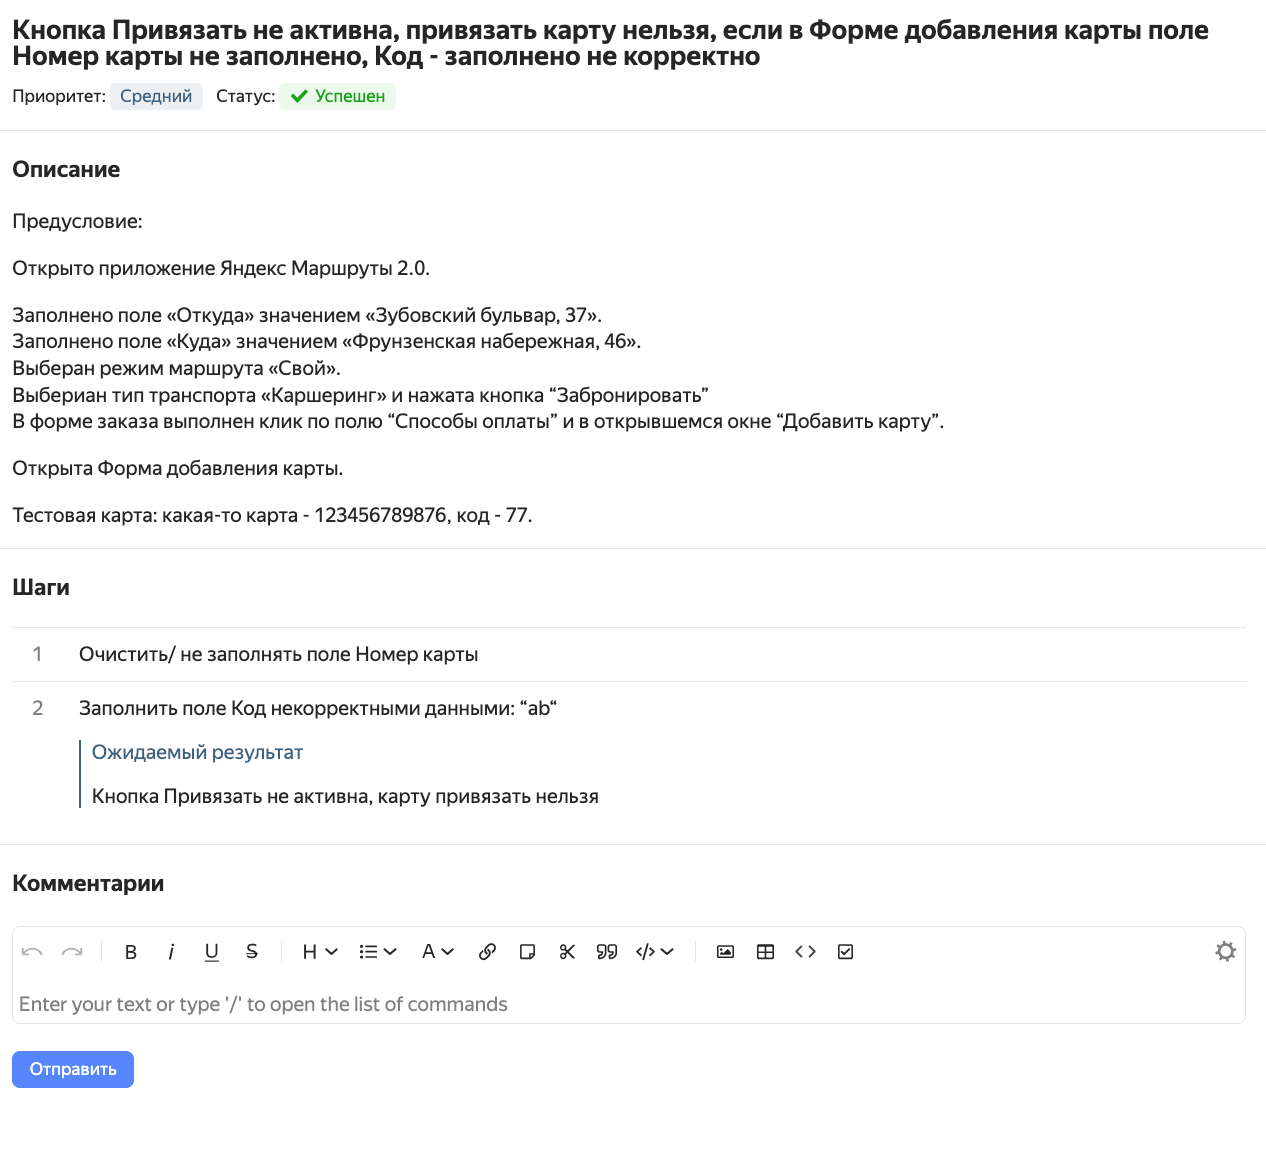 Кнопка Привязать не активна, привязать карту нельзя, если в Форме добавления карты поле
Номер карты не заполнено, Код - заполнено не корректно
Приоритет: Средний Статус: Успешен
Описание
Предусловие:
Открыто приложение Яндекс Маршруты 2.0.
Заполнено поле «Откуда» значением «Зубовский бульвар, 37».
Заполнено поле «Куда» значением «Фрунзенская набережная, 46».
Выберан режим маршрута «Свой».
Выбериан тип транспорта «Каршеринг» и нажата кнопка “Забронировать”
В форме заказа выполнен клик по полю “Способы оплаты” и в открывшемся окне “Добавить карту”.
Открыта Форма добавления карты.
Тестовая карта: какая-то карта - 123456789876, код - 77.
Шаги
1 Очистить/ не заполнять поле Номер карты
2 Заполнить поле Код некорректными данными: “ab“
Ожидаемый результат
Кнопка Привязать не активна, карту привязать нельзя
Комментарии
B i U S H A
Enter your text or type '/' to open the list of commands
Отправить